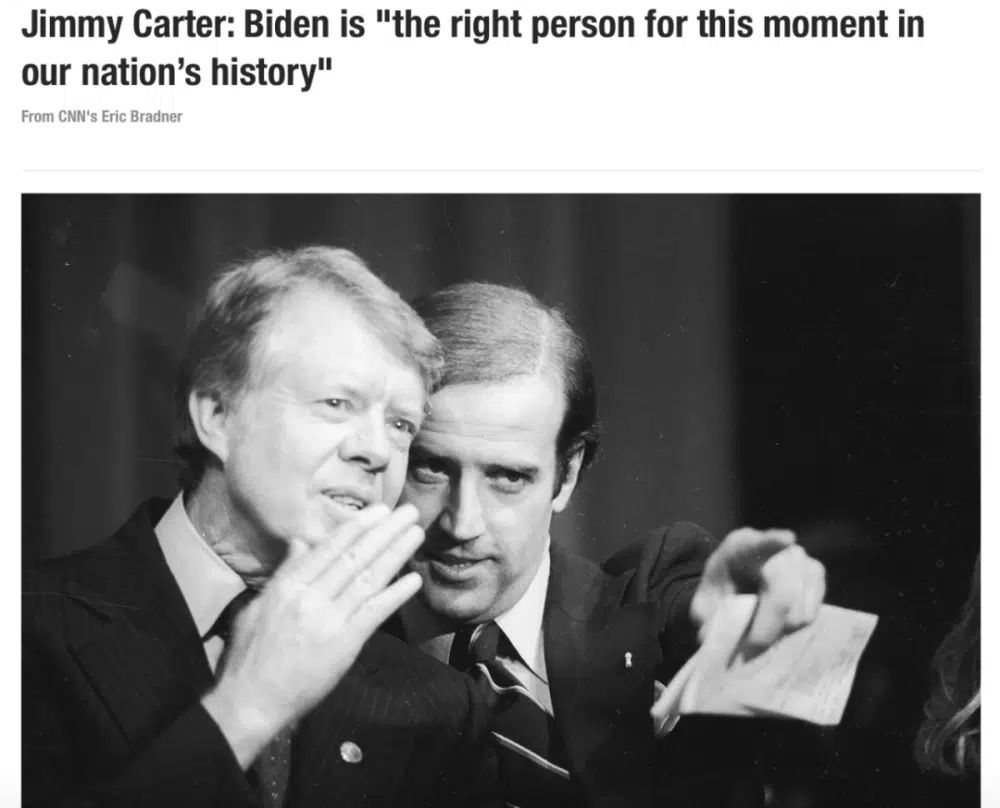 Jimmy Carter: Biden is "the right person for this moment in
our nation’s history"
From CNN's Eric Bradner